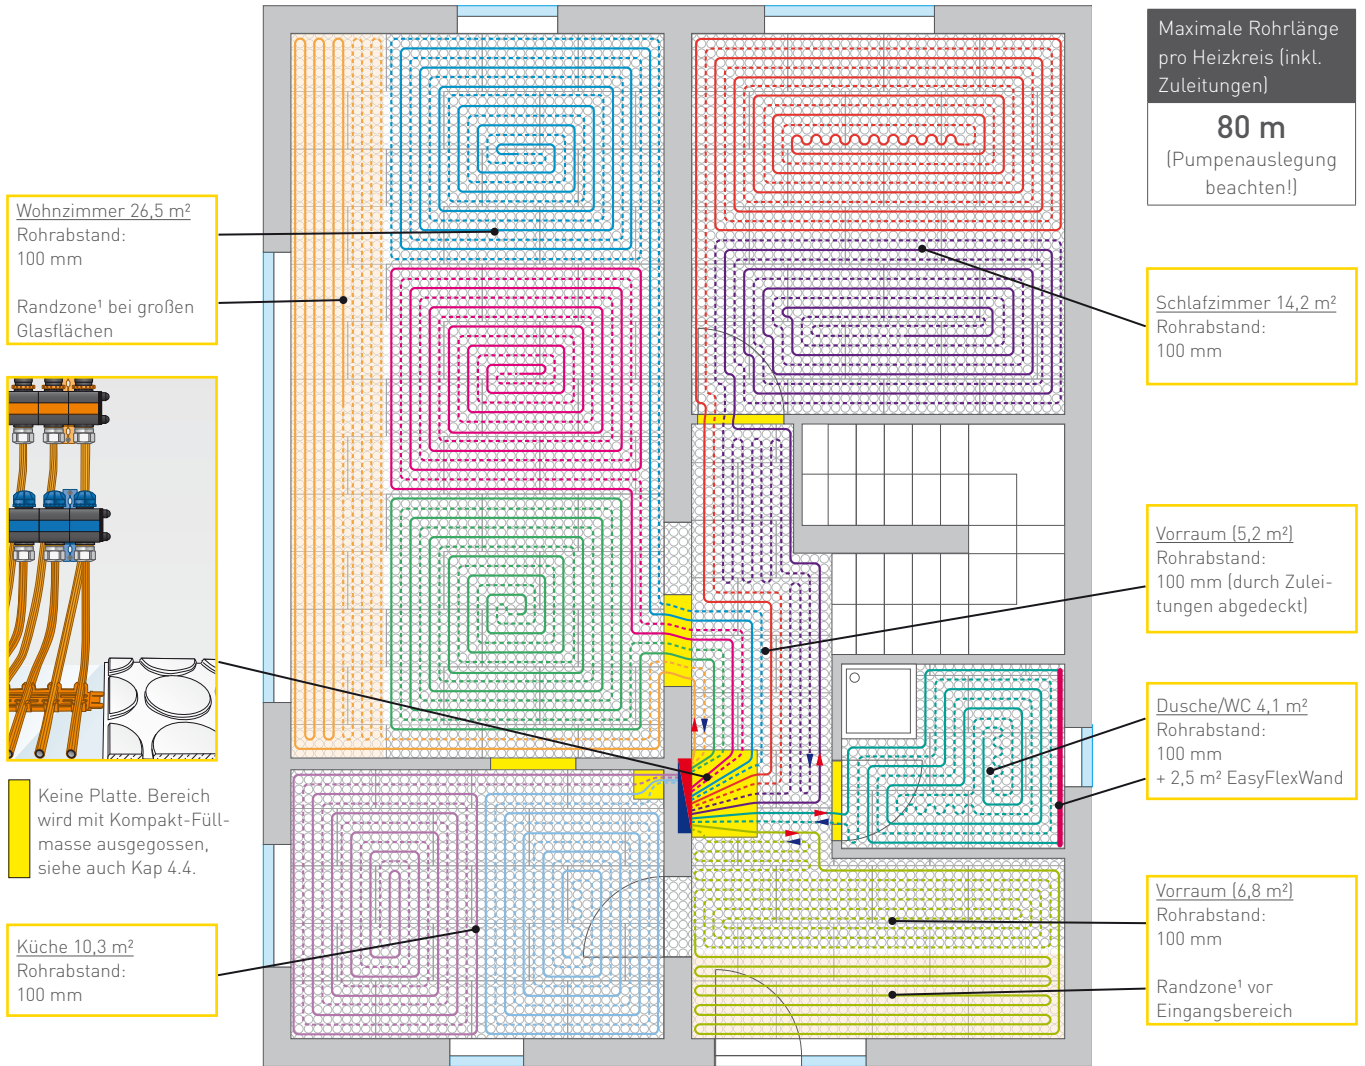 Maximale Rohrlänge
pro Heizkreis (inkl.
Zuleitungen)
80 m
(Pumpenauslegung
beachten!)
Wohnzimmer 26,5 m²
Rohrabstand:
100 mm
Randzone¹ bei großen
Glasflächen
Schlafzimmer 14,2 m²
Rohrabstand:
100 mm
Vorraum (5,2 m²)
Rohrabstand:
100 mm (durch Zulei-
tungen abgedeckt)
Dusche/WC 4,1 m²
Rohrabstand:
100 mm
+ 2,5 m² EasyFlexWand
Keine Platte. Bereich
wird mit Kompakt-Füll-
masse ausgegossen,
siehe auch Kap 4.4.
Vorraum (6,8 m²)
Rohrabstand:
100 mm
Randzone¹ vor
Eingangsbereich
Küche 10,3 m²
Rohrabstand:
100 mm